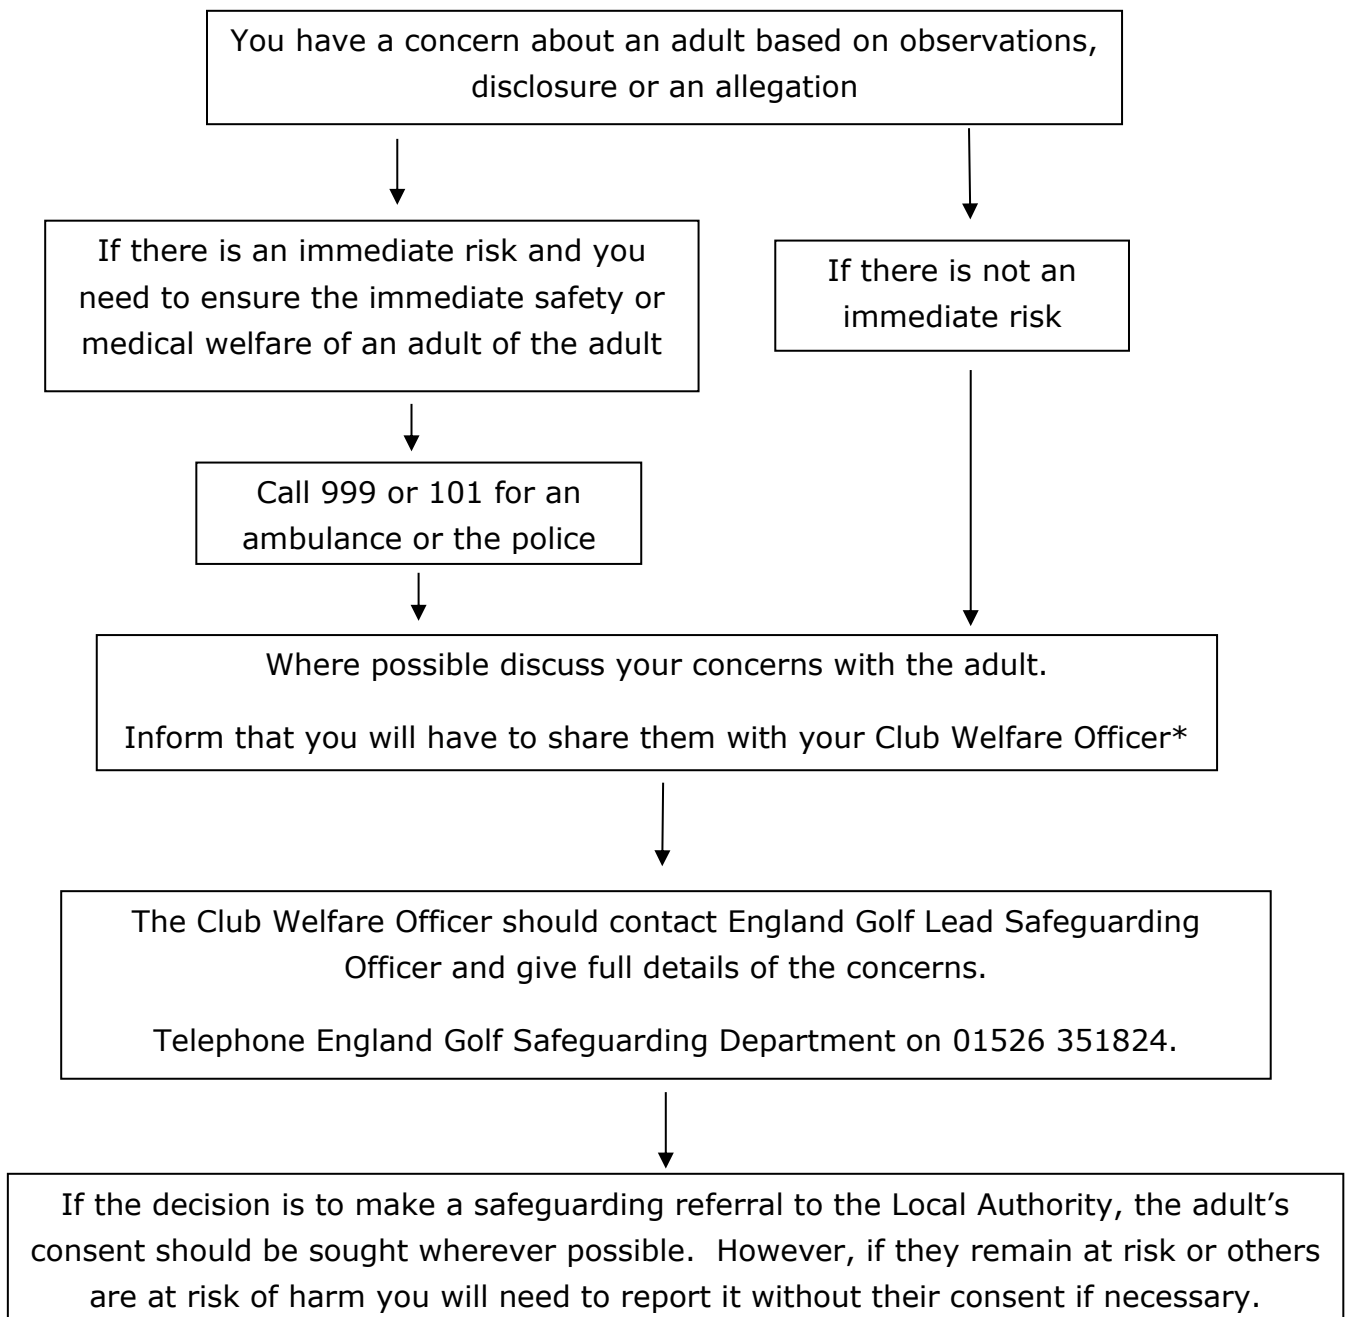 You have a concern about an adult based on observations,
disclosure or an allegation
If there is an immediate risk and you
need to ensure the immediate safety or
medical welfare of an adult of the adult
If there is not an
immediate risk
Call 999 or 101 for an
ambulance or the police
Where possible discuss your concerns with the adult.
Inform that you will have to share them with your Club Welfare Officer*
The Club Welfare Officer should contact England Golf Lead Safeguarding
Officer and give full details of the concerns.
Telephone England Golf Safeguarding Department on 01526 351824.
If the decision is to make a safeguarding referral to the Local Authority, the adult’s
consent should be sought wherever possible.  However, if they remain at risk or others
are at risk of harm you will need to report it without their consent if necessary.